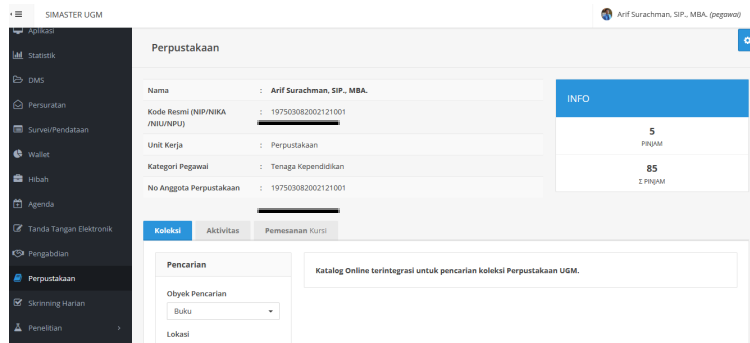 SIMASTER UGM
Arif Surachman, SIP., MBA. (pegawai)
Aplikasi
Statistik
DMS
Persuratan
Survei/Pendataan
Wallet
Hibah
Agenda
Tanda Tangan Elektronik
Pengabdian
Perpustakaan
Skrinning Harian
Penelitian
Perpustakaan
Nama : Arif Surachman, SIP., MBA.
Kode Resmi (NIP/NIKA : 197503082002121001
/NIU/NPU)
Unit Kerja : Perpustakaan
Kategori Pegawai : Tenaga Kependidikan
No Anggota Perpustakaan : 197503082002121001
INFO
5
PINJAM
85
Σ PINJAM
Koleksi Aktivitas Pemesanan Kursi
Pencarian
Obyek Pencarian
Buku
Lokasi
Katalog Online terintegrasi untuk pencarian koleksi Perpustakaan UGM.